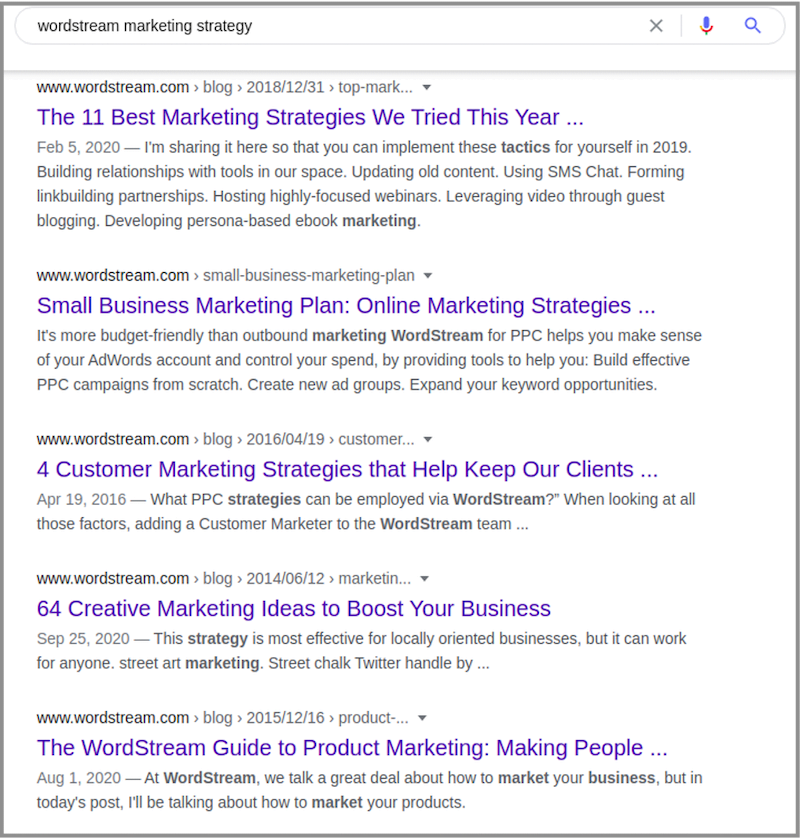 wordstream marketing strategy
www.wordstream.com › blog › 2018/12/31 › top-mark...
The 11 Best Marketing Strategies We Tried This Year ...
Feb 5, 2020 — I'm sharing it here so that you can implement these tactics for yourself in 2019.
Building relationships with tools in our space. Updating old content. Using SMS Chat. Forming
linkbuilding partnerships. Hosting highly-focused webinars. Leveraging video through guest
blogging. Developing persona-based ebook marketing.
www.wordstream.com › small-business-marketing-plan
Small Business Marketing Plan: Online Marketing Strategies ...
It's more budget-friendly than outbound marketing WordStream for PPC helps you make sense
of your AdWords account and control your spend, by providing tools to help you: Build effective
PPC campaigns from scratch. Create new ad groups. Expand your keyword opportunities.
www.wordstream.com › blog › 2016/04/19 › customer...
4 Customer Marketing Strategies that Help Keep Our Clients ...
Apr 19, 2016 — What PPC strategies can be employed via WordStream?” When looking at all
those factors, adding a Customer Marketer to the WordStream team ...
www.wordstream.com › blog › 2014/06/12 › marketin...
64 Creative Marketing Ideas to Boost Your Business
Sep 25, 2020 — This strategy is most effective for locally oriented businesses, but it can work
for anyone. street art marketing. Street chalk Twitter handle by ...
www.wordstream.com › blog › 2015/12/16 › product-...
The WordStream Guide to Product Marketing: Making People ...
Aug 1, 2020 — At WordStream, we talk a great deal about how to market your business, but in
today's post, I'll be talking about how to market your products.